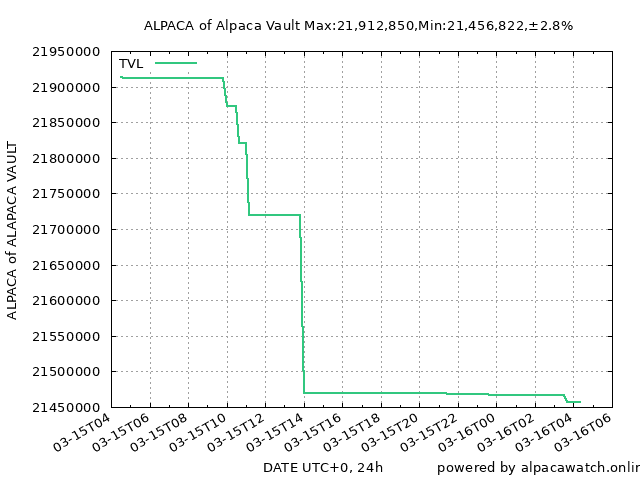 ALPACA of Alpaca Vault Max:21,912,850,Min:21,456,822,±2.8%
TVL
21950000
21900000
21850000
21800000
21750000
21700000
21650000
21600000
21550000
21500000
21450000
ALPACA of ALAPACA VAULT
03-15T04
03-15T06
03-15T08
03-15T10
03-15T12
03-15T14
03-15T16
03-15T18
03-15T20
03-15T22
03-16T00
03-16T02
03-16T04
03-16T06
DATE UTC+0, 24h
powered by alpacawatch.onlin